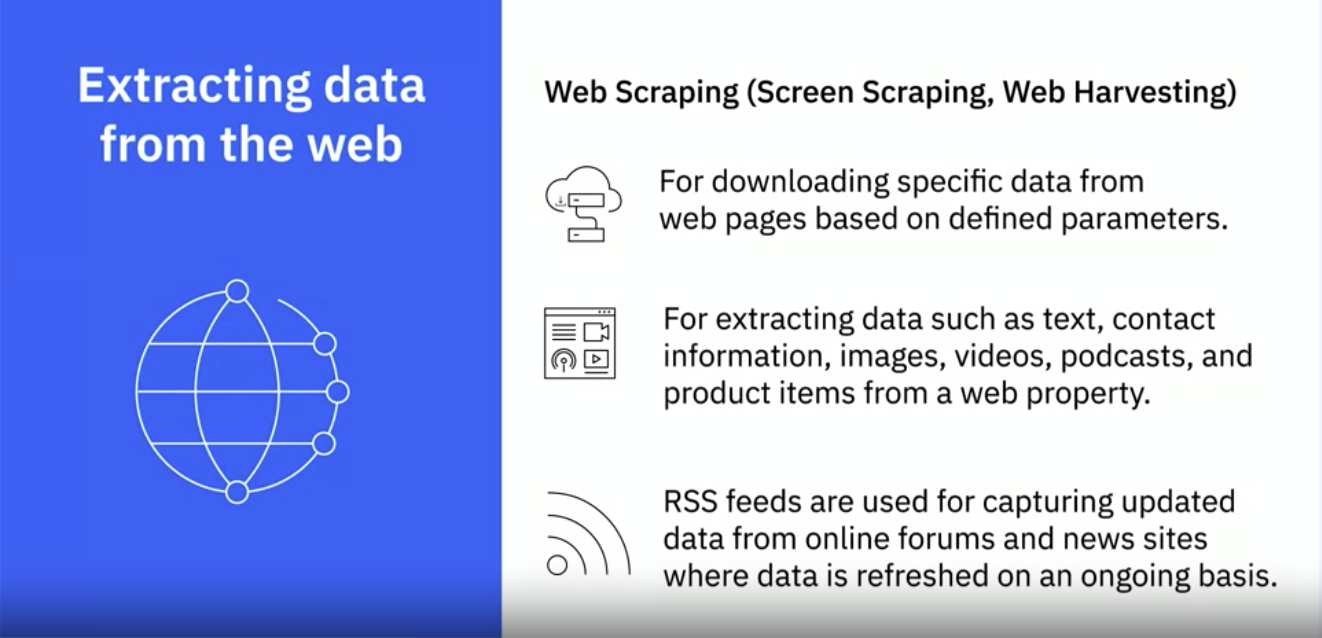 Extracting data
from the web
Web Scraping (Screen Scraping, Web Harvesting)
For downloading specific data from
web pages based on defined parameters.
For extracting data such as text, contact
information, images, videos, podcasts, and
product items from a web property.
RSS feeds are used for capturing updated
data from online forums and news sites
where data is refreshed on an ongoing basis.